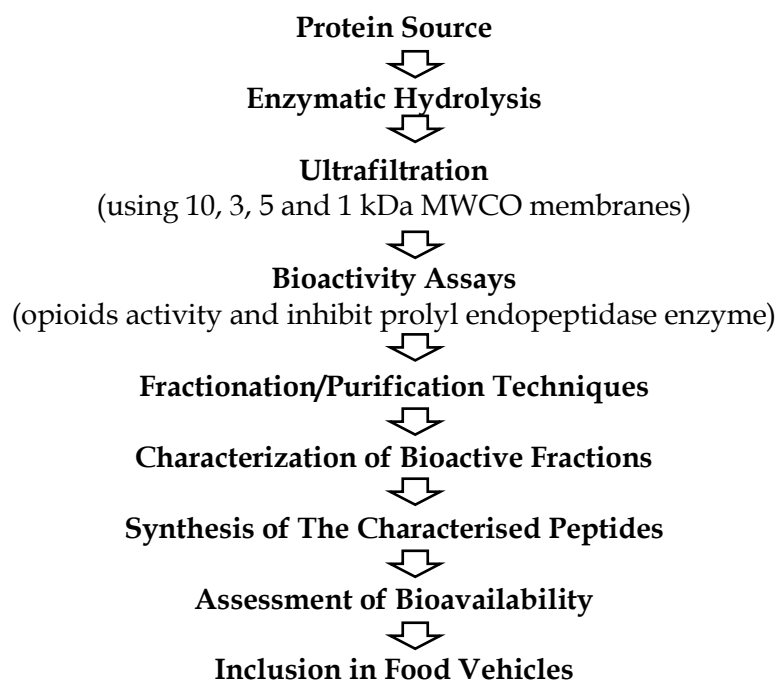 Protein Source
Enzymatic Hydrolysis
Ultrafiltration
(using 10, 3, 5 and 1 kDa MWCO membranes)
Bioactivity Assays
(opioids activity and inhibit prolyl endopeptidase enzyme)
Fractionation/Purification Techniques
Characterization of Bioactive Fractions
Synthesis of The Characterised Peptides
Assessment of Bioavailability
Inclusion in Food Vehicles